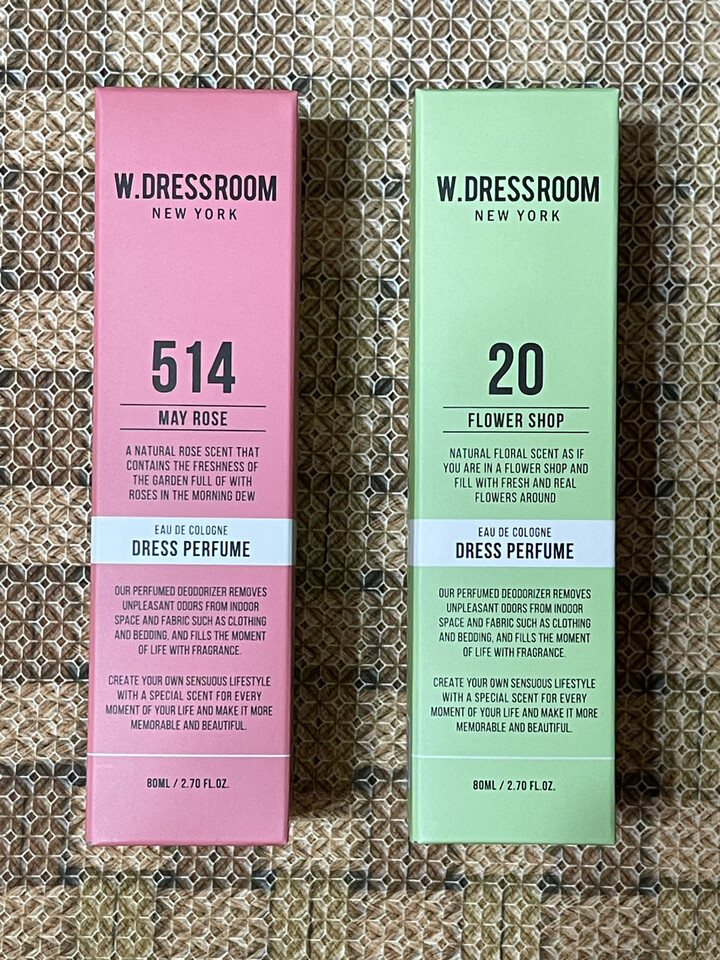 W.DRESSROOM
NEW YORK
514
MAY ROSE
A NATURAL ROSE SCENT THAT
CONTAINS THE FRESHNESS OF
THE GARDEN FULL OF WITH
ROSES IN THE MORNING DEW
EAU DE COLOGNE
DRESS PERFUME
OUR PERFUMED DEODORIZER REMOVES
UNPLEASANT ODORS FROM INDOOR
SPACE AND FABRIC SUCH AS CLOTHING
AND BEDDING, AND FILLS THE MOMENT
OF LIFE WITH FRAGRANCE.
CREATE YOUR OWN SENSUOUS LIFESTYLE
WITH A SPECIAL SCENT FOR EVERY
MOMENT OF YOUR LIFE AND MAKE IT MORE
MEMORABLE AND BEAUTIFUL.
80ML / 2.70 FL.OZ.
W.DRESSROOM
NEW YORK
20
FLOWER SHOP
NATURAL FLORAL SCENT AS IF
YOU ARE IN A FLOWER SHOP AND
FILL WITH FRESH AND REAL
FLOWERS AROUND
EAU DE COLOGNE
DRESS PERFUME
OUR PERFUMED DEODORIZER REMOVES
UNPLEASANT ODORS FROM INDOOR
SPACE AND FABRIC SUCH AS CLOTHING
AND BEDDING, AND FILLS THE MOMENT
OF LIFE WITH FRAGRANCE.
CREATE YOUR OWN SENSUOUS LIFESTYLE
WITH A SPECIAL SCENT FOR EVERY
MOMENT OF YOUR LIFE AND MAKE IT MORE
MEMORABLE AND BEAUTIFUL.
80ML / 2.70 FL.OZ.